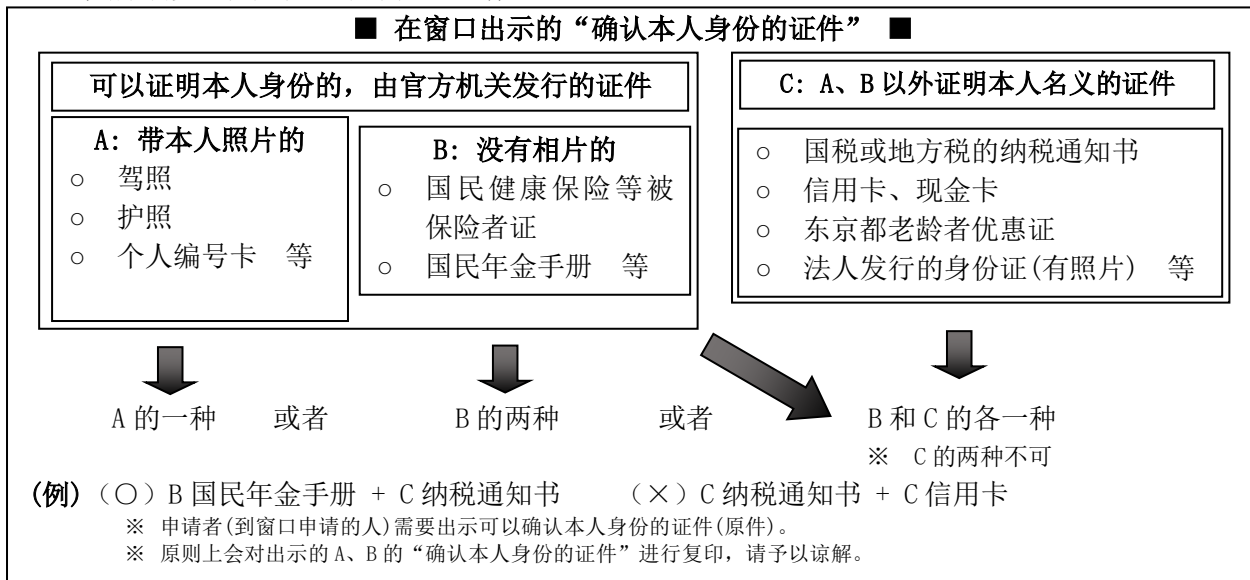 ■ 在窗口出示的“确认本人身份的证件” ■
可以证明本人身份的，由官方机关发行的证件
A: 带本人照片的
○ 驾照
○ 护照
○ 个人编号卡 等
B: 没有相片的
○ 国民健康保险等被
保险者证
○ 国民年金手册 等
C: A、B 以外证明本人名义的证件
○ 国税或地方税的纳税通知书
○ 信用卡、现金卡
○ 东京都老龄者优惠证
○ 法人发行的身份证(有照片) 等
A 的一种 或者 B 的两种 或者 B 和 C 的各一种
※ C 的两种不可
(例) （○）B 国民年金手册 + C 纳税通知书 （×）C 纳税通知书 + C 信用卡
※ 申请者(到窗口申请的人)需要出示可以确认本人身份的证件(原件)。
※ 原则上会对出示的 A、B 的“确认本人身份的证件”进行复印，请予以谅解。